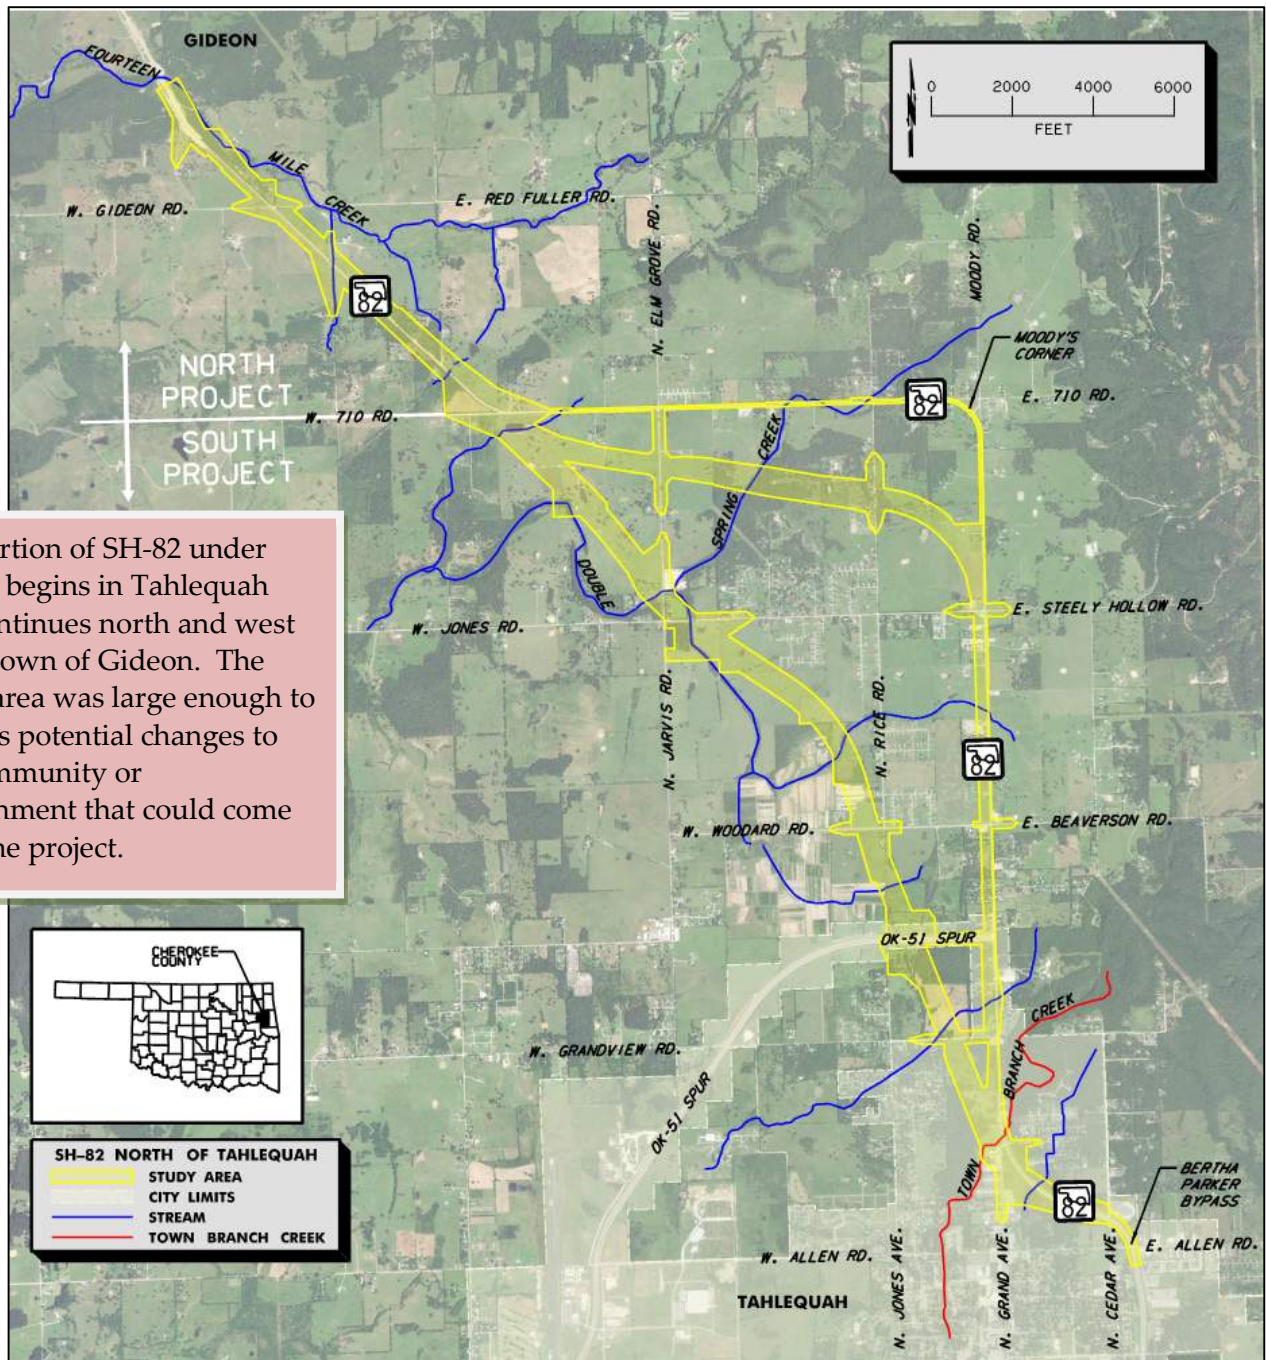 GIDEON
FOURTEEN
MILE
CREEK
0 2000 4000 6000
FEET
N
W. GIDEON RD.
E. RED FULLER RD.
N. ELM GROVE RD.
MOODY RD.
82
MOODY'S
CORNER
NORTH
PROJECT
W. 710 RD.
SOUTH
PROJECT
82
E. 710 RD.
SPRING
CREEK
DOUBLE
rtion of SH-82 under
begins in Tahlequah
ntinues north and west
own of Gideon. The
area was large enough to
s potential changes to
mmunity or
nment that could come
ne project.
W. JONES RD.
E. STEELY HOLLOW RD.
N. JARVIS RD.
N. RICE RD.
82
W. WOODARD RD.
E. BEAVERSON RD.
OK-51 SPUR
CHEROKEE
COUNTY
CREEK
BRANCH
TOWN
W. GRANDVIEW RD.
OK-51 SPUR
SH-82 NORTH OF TAHLEQUAH
STUDY AREA
CITY LIMITS
STREAM
TOWN BRANCH CREEK
BERTHA
PARKER
BYPASS
82
W. ALLEN RD.
E. ALLEN RD.
N. JONES AVE.
N. GRAND AVE.
N. CEDAR AVE.
TAHLEQUAH